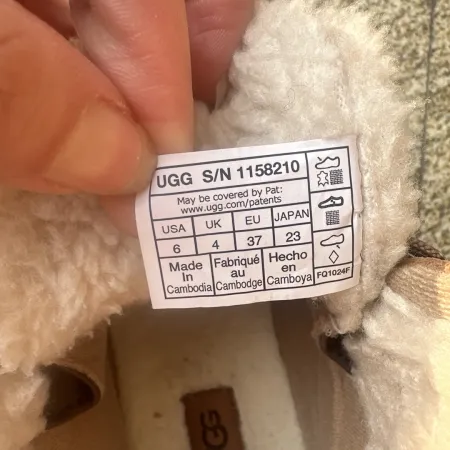 UGG S/N 1158210
May be covered by Pat:
www.ugg.com/patents
USA UK EU JAPAN
6 4 37 23
Made In Cambodia
Fabriqué au Cambodge
Hecho en Camboya
FQ1024F
UGG